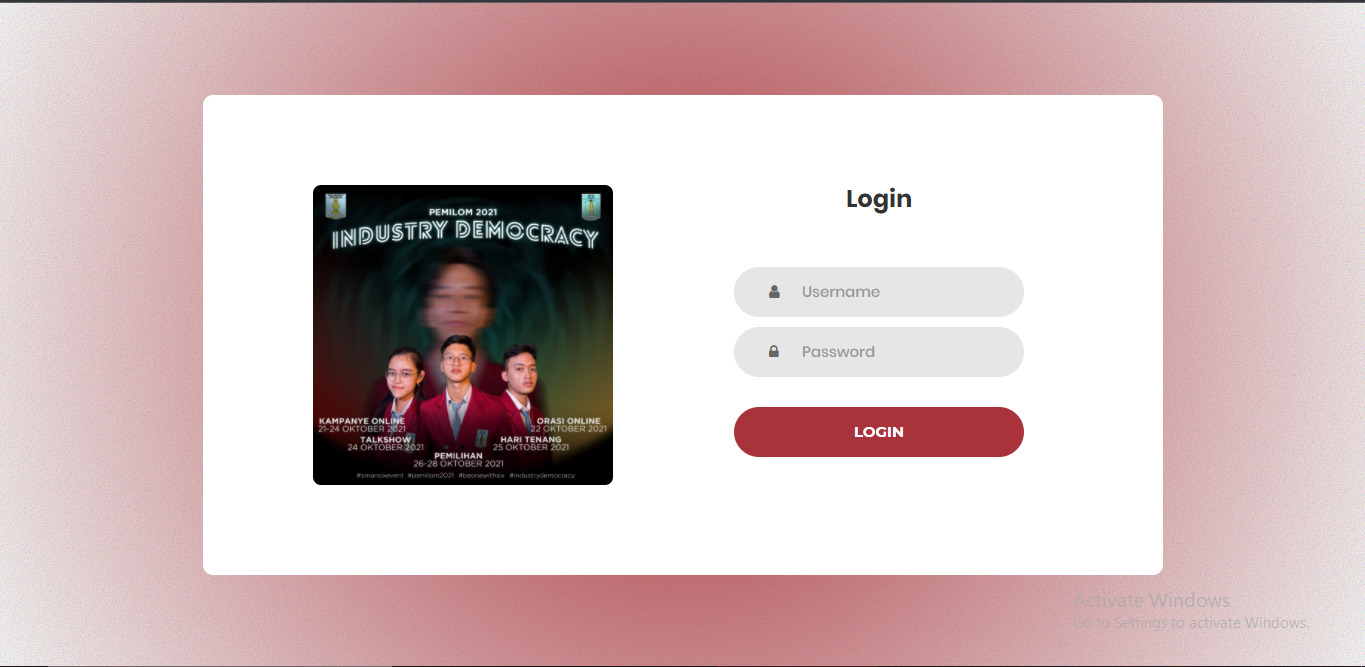 PEMILOM 2021
INDUSTRY DEMOCRACY
KAMPANYE ONLINE
21-24 OKTOBER 2021
ORASI ONLINE
22 OKTOBER 2021
TALKSHOW
24 OKTOBER 2021
HARI TENANG
25 OKTOBER 2021
PEMILIHAN
26-28 OKTOBER 2021
#smansixevent #pemilom2021 #beonewithsix #industrydemocracy
Login
Username
Password
LOGIN
Activate Windows
Go to Settings to activate Windows.